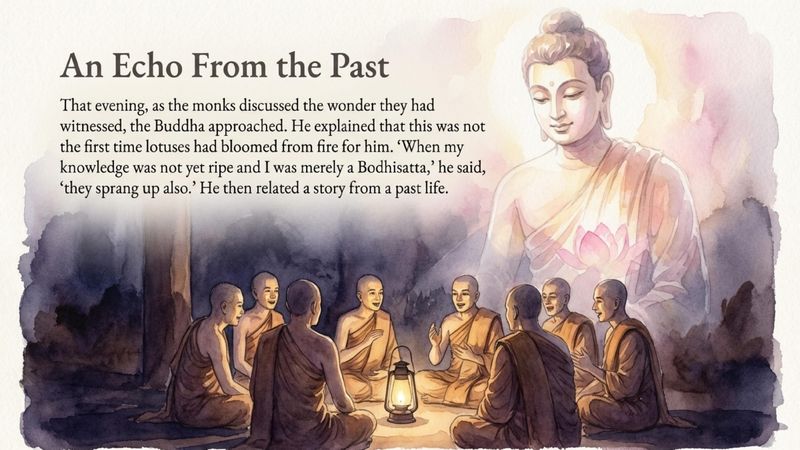 An Echo From the Past
That evening, as the monks discussed the wonder they had
witnessed, the Buddha approached. He explained that this was not
the first time lotuses had bloomed from fire for him. ‘When my
knowledge was not yet ripe and I was merely a Bodhisatta,’ he said,
‘they sprang up also.’ He then related a story from a past life.